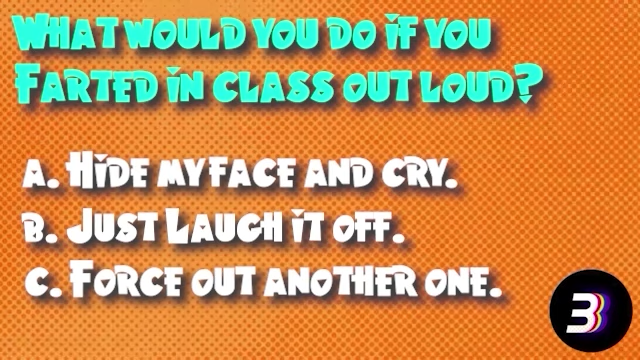 What would you do if you
Farted in class out loud?
A. Hide my face and cry.
B. Just Laugh it off.
C. Force out another one.
3